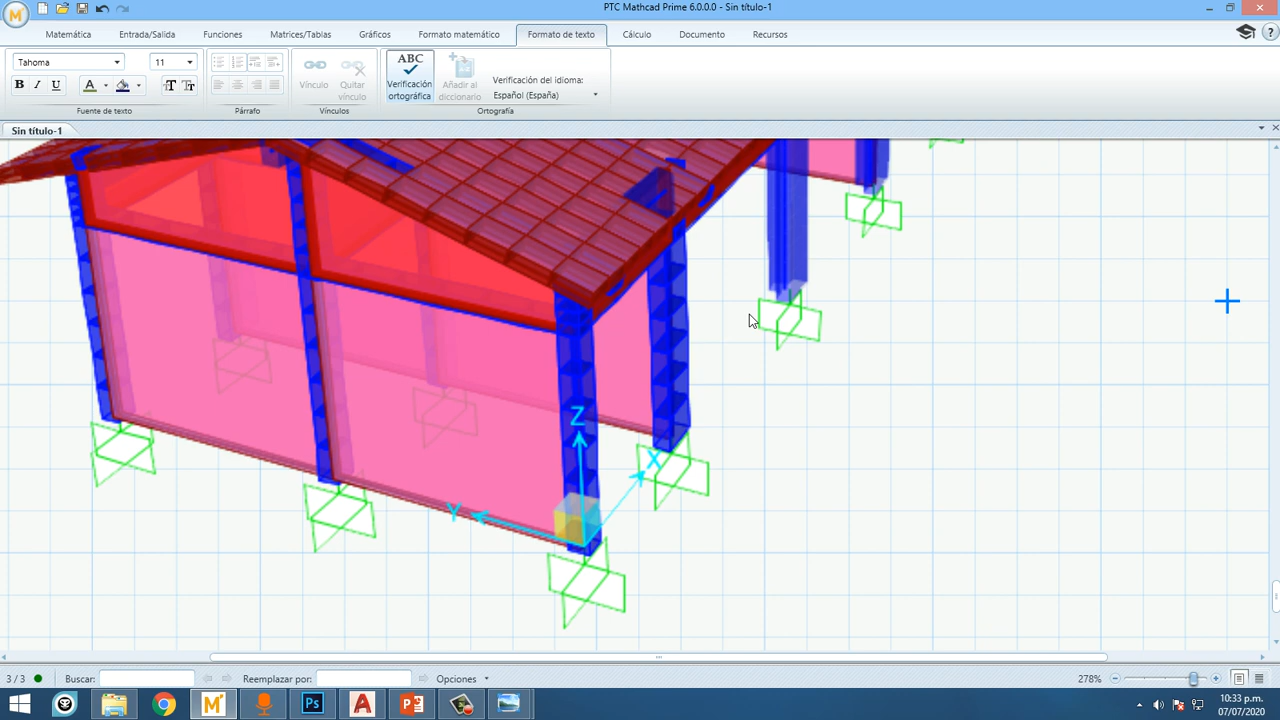 PTC Mathcad Prime 6.0.0.0 - Sin título-1
Matemática Entrada/Salida Funciones Matrices/Tablas Gráficos Formato matemático Formato de texto Cálculo Documento Recursos
Tahoma 11
N I U A
Fuente de texto
Párrafo
Vínculo
Quitar
vínculo
Vínculos
ABC
Verificación
ortográfica
Añadir al
diccionario
Verificación del idioma:
Español (España)
Ortografía
Sin título-1
Z
X
Y
3 / 3 Buscar: Reemplazar por: Opciones 278%
10:33 p.m.
07/07/2020